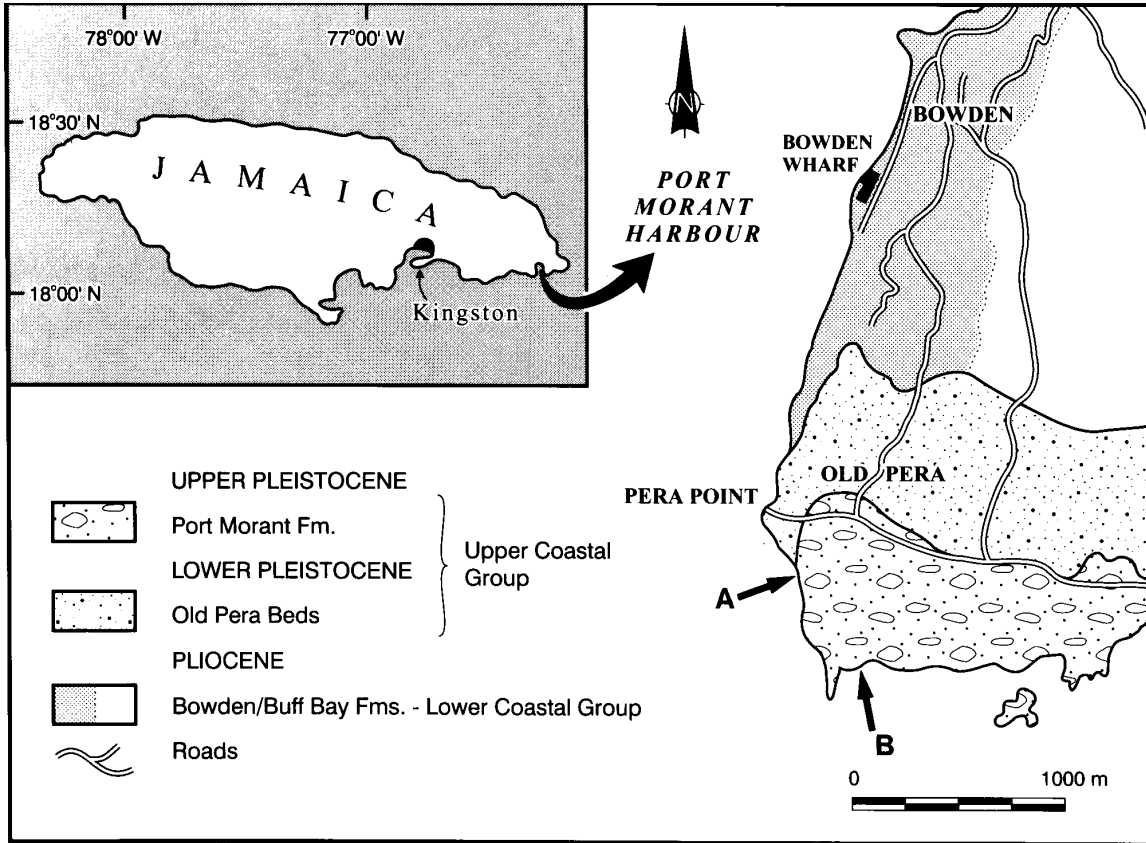 78°00' W
77°00' W
18°30' N
JAMAICA
18°00' N
Kingston
N
PORT
MORANT
HARBOUR
BOWDEN
BOWDEN
WHARF
OLD PERA
PERA POINT
A
B
0 1000 m
UPPER PLEISTOCENE
Port Morant Fm.
LOWER PLEISTOCENE
Old Pera Beds
Upper Coastal
Group
PLIOCENE
Bowden/Buff Bay Fms. - Lower Coastal Group
Roads